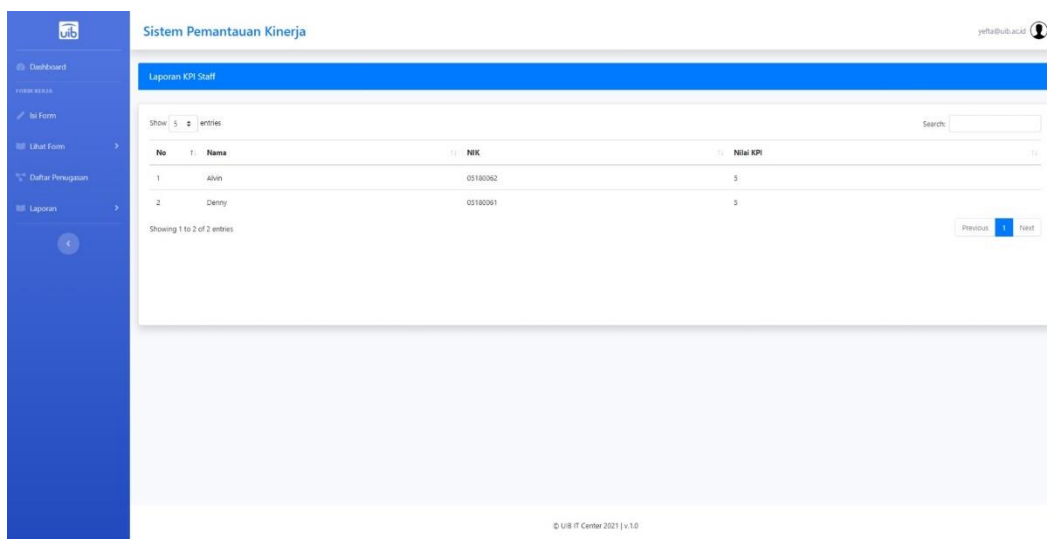 uib
Sistem Pemantauan Kinerja
yefta@uib.ac.id
Dashboard
FORM KERJA
Isi Form
Lihat Form
Daftar Penugasan
Laporan
Laporan KPI Staff
Show 5 entries
Search:
No Nama NIK Nilai KPI
1 Alvin 05180062 5
2 Denny 05180061 5
Showing 1 to 2 of 2 entries
Previous 1 Next
© UIB IT Center 2021 | v.1.0